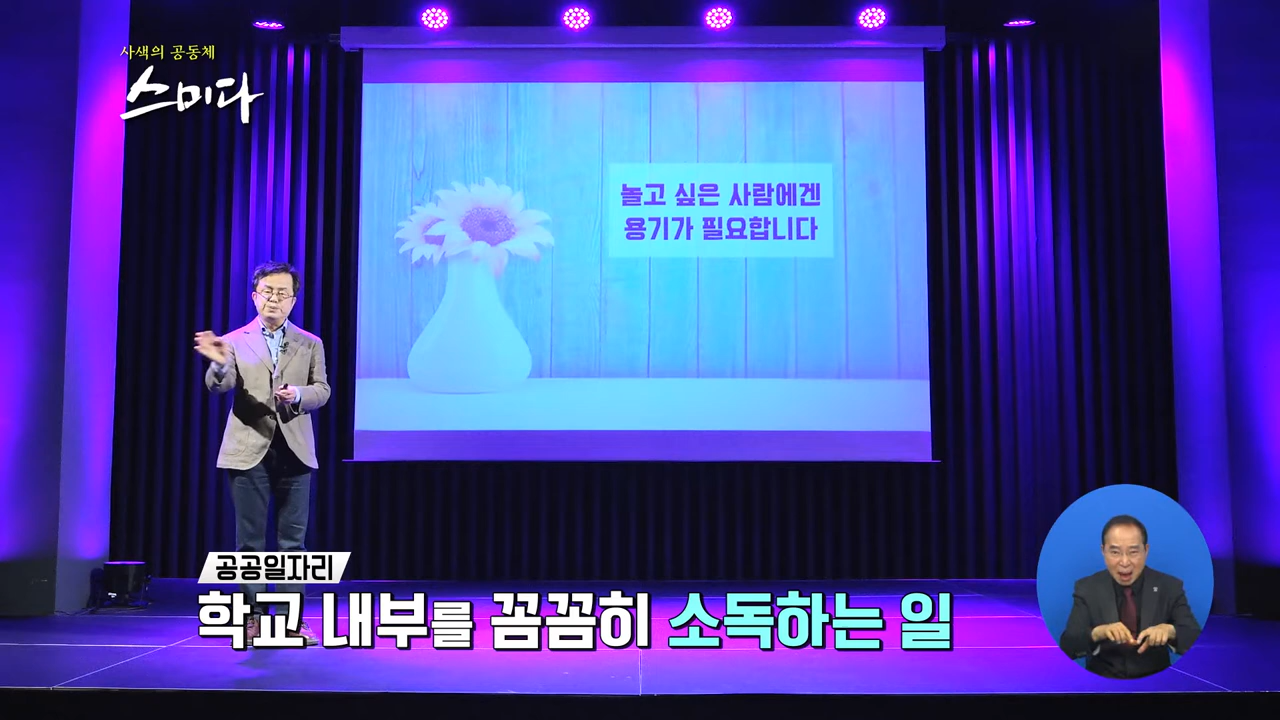 사색의 공동체
스미다
놀고 싶은 사람에겐
용기가 필요합니다
공공일자리
학교 내부를 꼼꼼히 소독하는 일